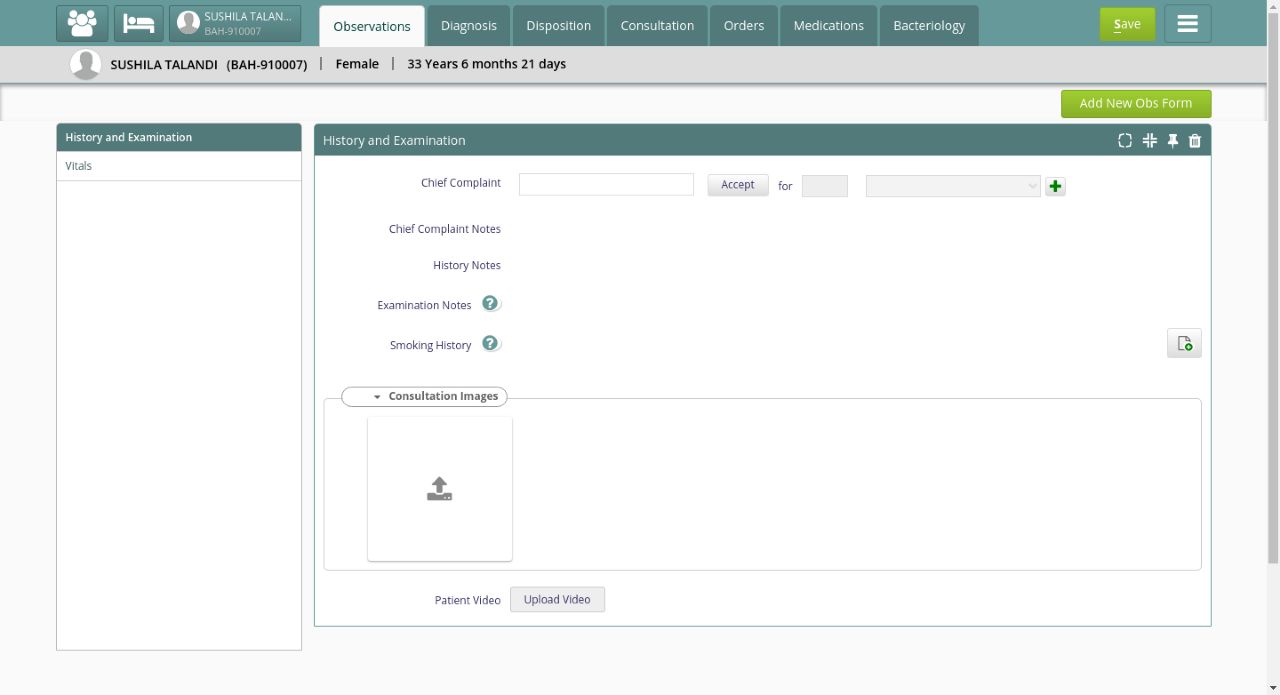 SUSHILA TALAN...
BAH-910007
Observations
Diagnosis
Disposition
Consultation
Orders
Medications
Bacteriology
Save
SUSHILA TALANDI (BAH-910007) | Female | 33 Years 6 months 21 days
Add New Obs Form
History and Examination
Vitals
History and Examination
Chief Complaint
Accept
for
Chief Complaint Notes
History Notes
Examination Notes ?
Smoking History ?
Consultation Images
Patient Video
Upload Video